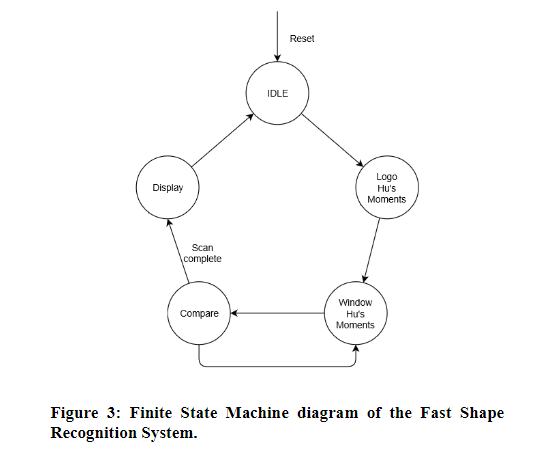 Reset
IDLE
Logo
Hu's
Moments
Display
Scan
complete
Compare
Window
Hu's
Moments
Figure 3: Finite State Machine diagram of the Fast Shape
Recognition System.